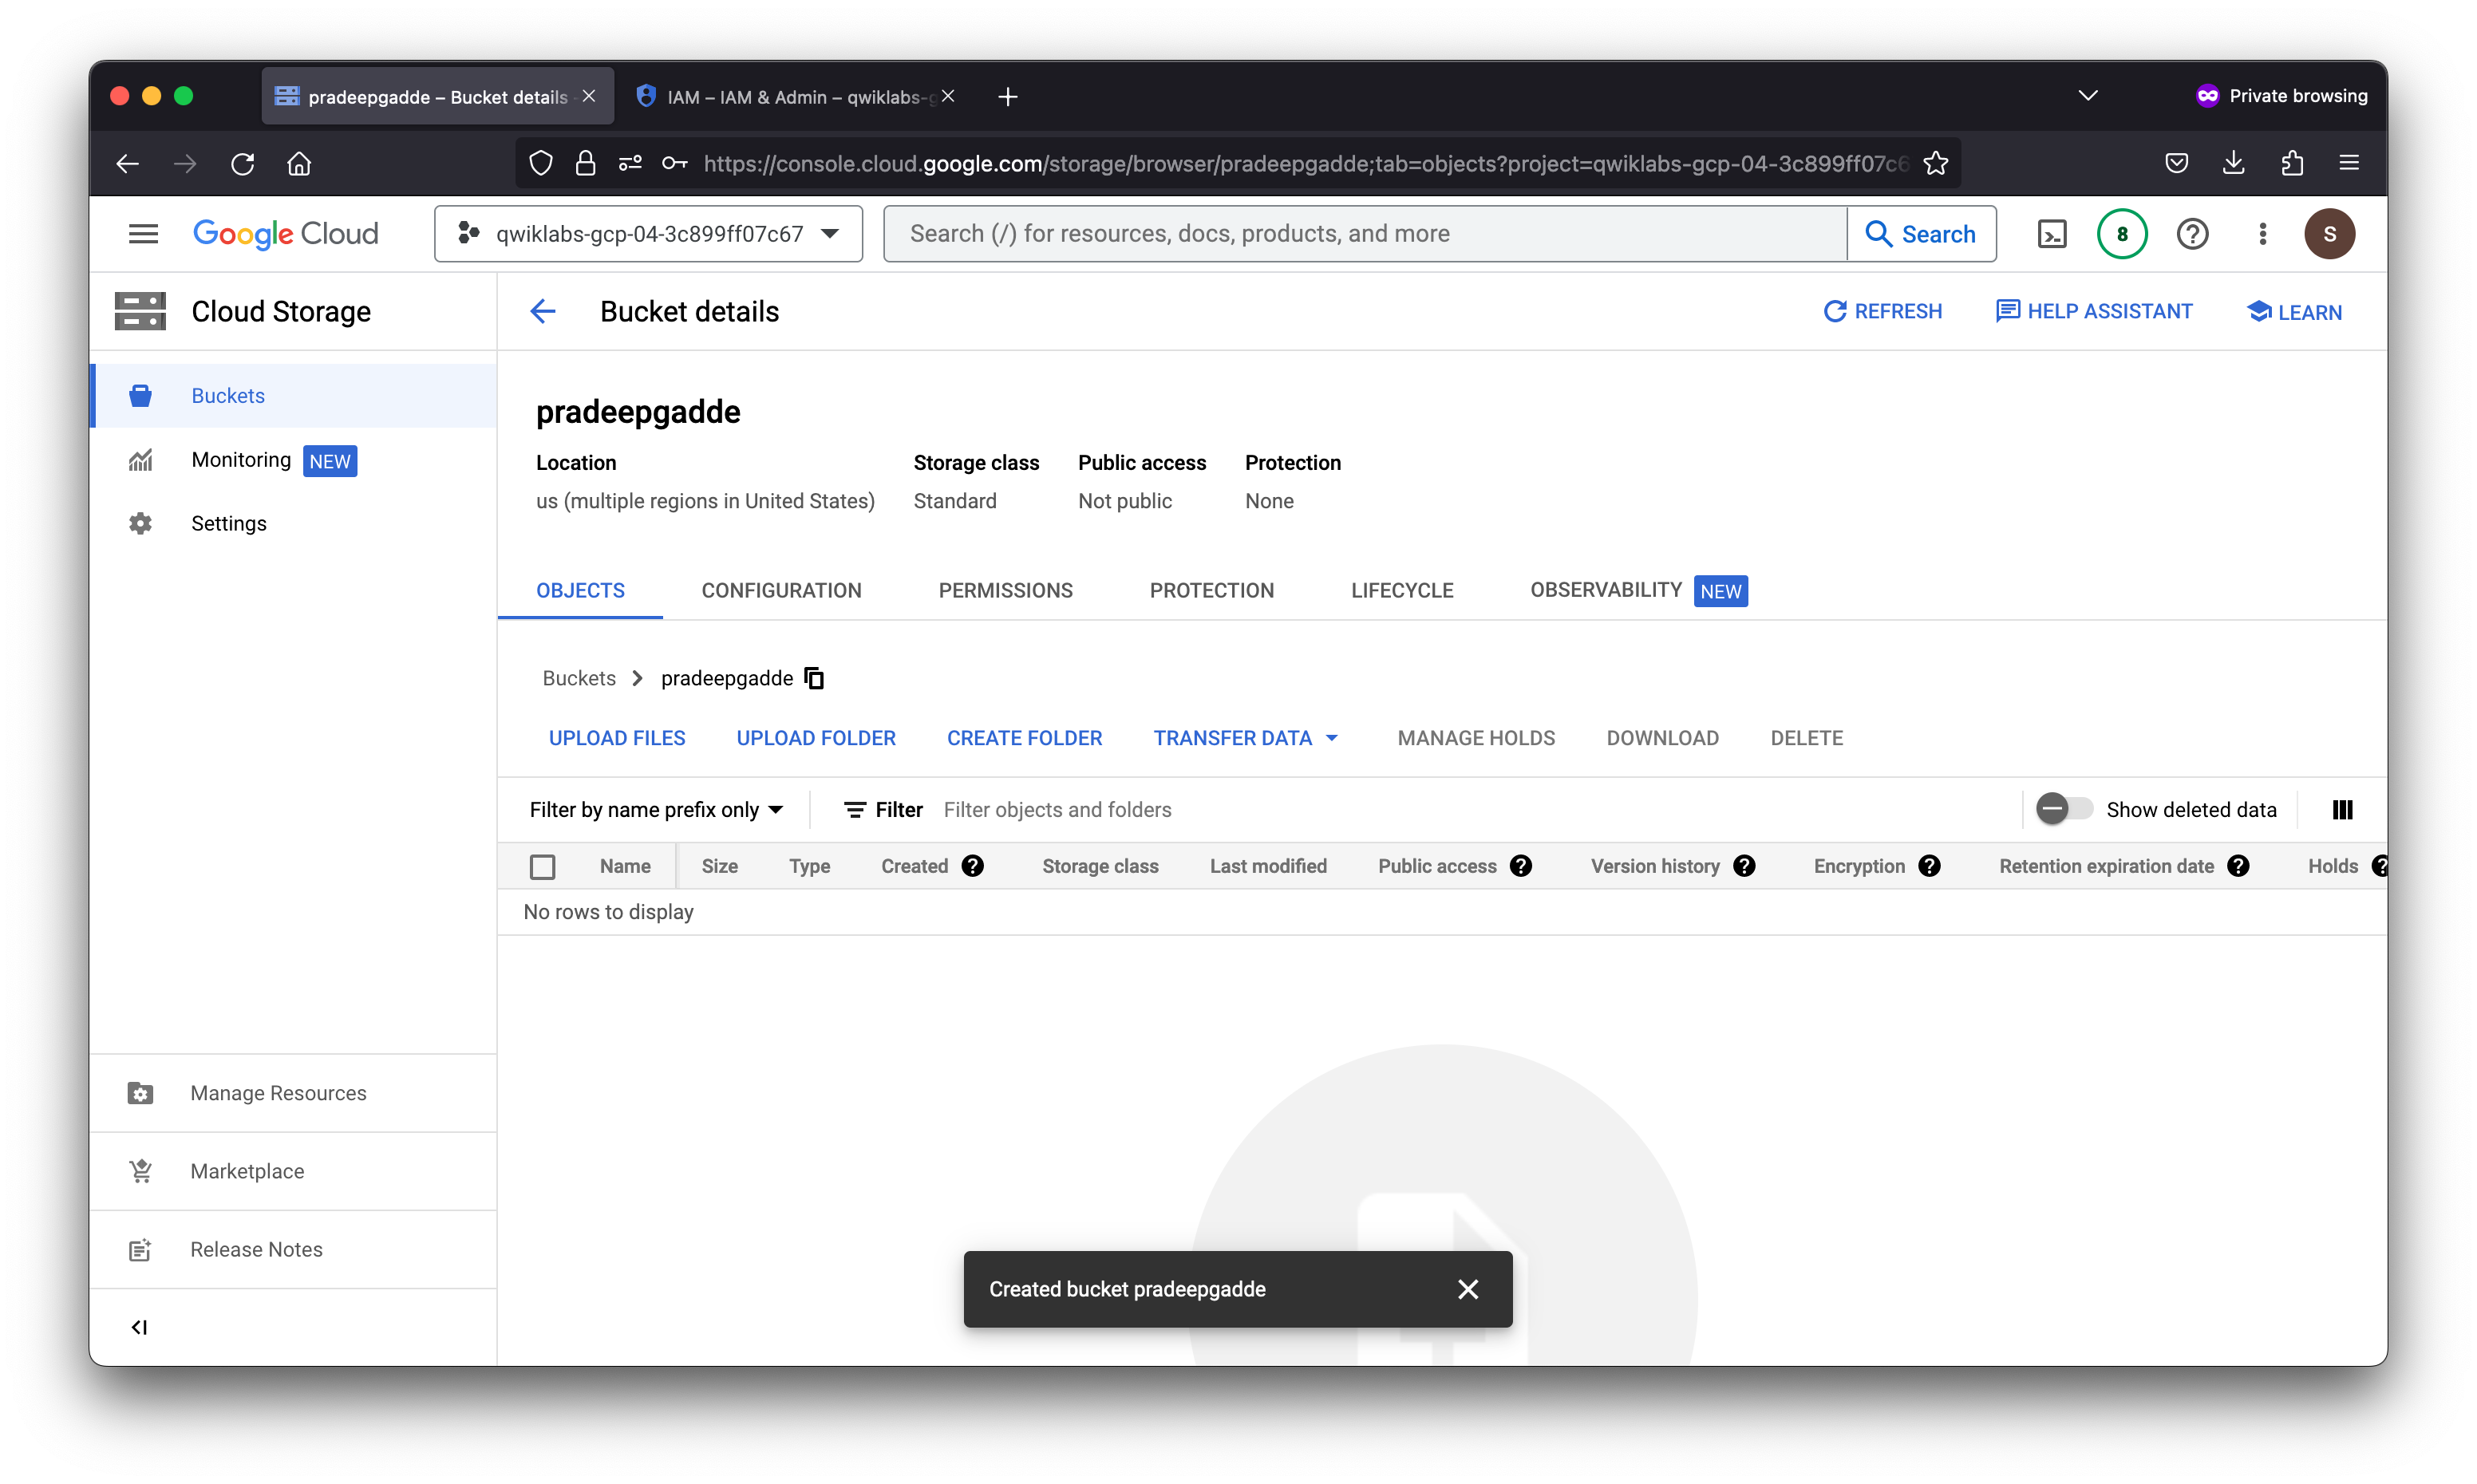 pradeepgadde – Bucket details
IAM – IAM & Admin – qwiklabs-g
Private browsing
https://console.cloud.google.com/storage/browser/pradeepgadde;tab=objects?project=qwiklabs-gcp-04-3c899ff07c6
Google Cloud
qwiklabs-gcp-04-3c899ff07c67
Search (/) for resources, docs, products, and more
Search
8
S
Cloud Storage
Bucket details
REFRESH
HELP ASSISTANT
LEARN
Buckets
Monitoring NEW
Settings
Manage Resources
Marketplace
Release Notes
pradeepgadde
Location Storage class Public access Protection
us (multiple regions in United States) Standard Not public None
OBJECTS CONFIGURATION PERMISSIONS PROTECTION LIFECYCLE OBSERVABILITY NEW
Buckets > pradeepgadde
UPLOAD FILES UPLOAD FOLDER CREATE FOLDER TRANSFER DATA MANAGE HOLDS DOWNLOAD DELETE
Filter by name prefix only Filter Filter objects and folders Show deleted data
Name Size Type Created ? Storage class Last modified Public access ? Version history ? Encryption ? Retention expiration date ? Holds ?
No rows to display
Created bucket pradeepgadde